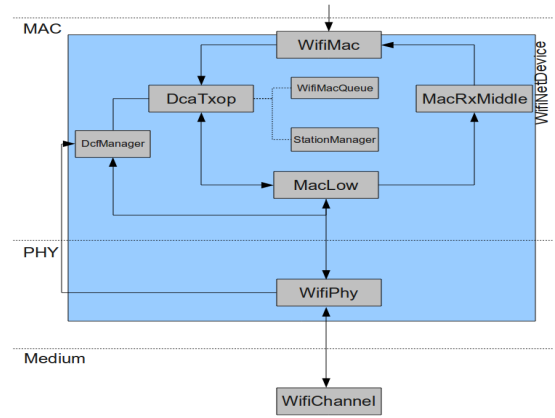 MAC
WifiMac
WifiNetDevice
WifiMacQueue
DcaTxop
MacRxMiddle
DcfManager
StationManager
MacLow
PHY
WifiPhy
Medium
WifiChannel